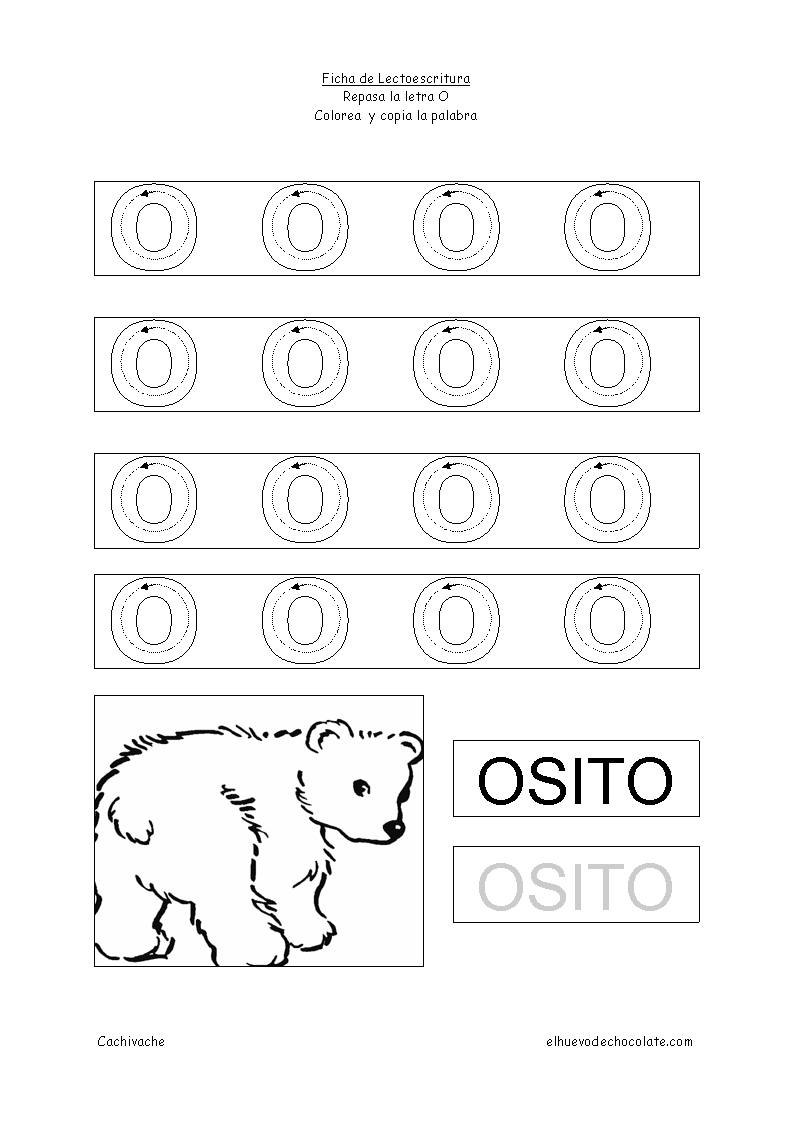 Ficha de Lectoescritura
Repasa la letra O
Colorea y copia la palabra
O O O O
O O O O
O O O O
O O O O
OSITO
OSITO
Cachivache elhuevodechocolate.com